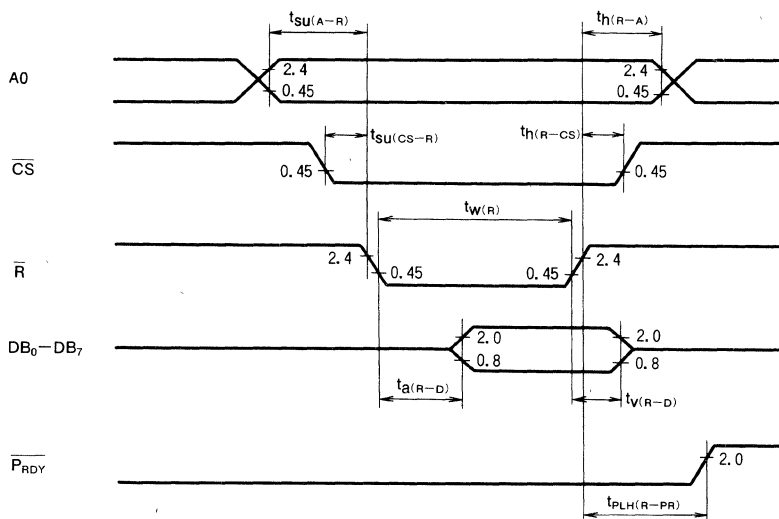 tsu(A−R)
th(R−A)
A0
2.4
0.45
2.4
0.45
tsu(CS−R)
th(R−CS)
C̅S̅
0.45
0.45
tw(R)
R̅
2.4
0.45
0.45
2.4
DB₀−DB₇
2.0
0.8
2.0
0.8
ta(R−D)
tv(R−D)
P̅R̅D̅Y̅
2.0
tPLH(R−PR)